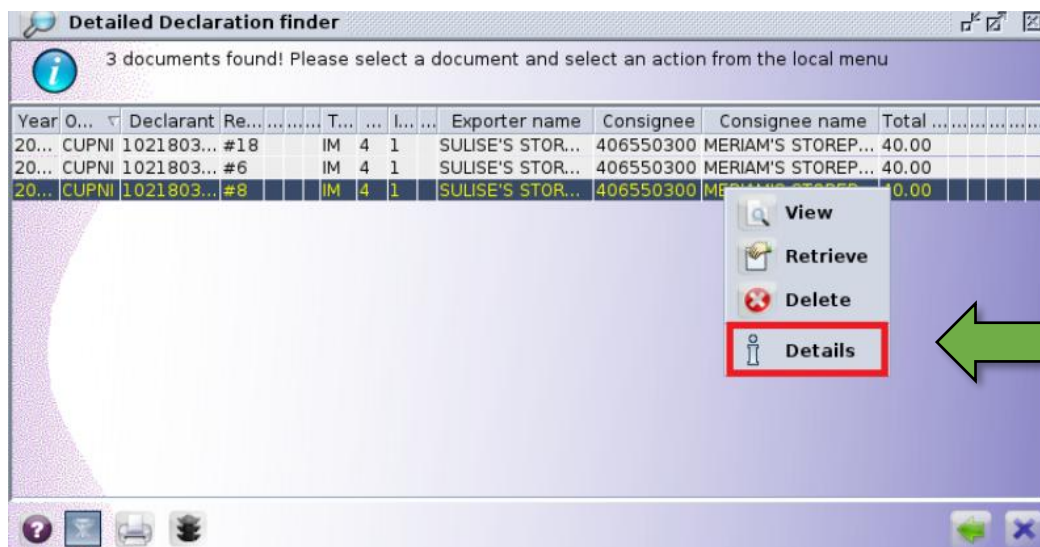 Detailed Declaration finder
3 documents found! Please select a document and select an action from the local menu
Year O... Declarant Re... ... ... ... T... ... I... ... Exporter name Consignee Consignee name Total ... ... ... ... ... ...
20... CUPNI 1021803... #18 IM 4 1 SULISE'S STOR... 406550300 MERIAM'S STOREP... 40.00
20... CUPNI 1021803... #6 IM 4 1 SULISE'S STOR... 406550300 MERIAM'S STOREP... 40.00
20... CUPNI 1021803... #8 IM 4 1 SULISE'S STOR... 406550300 MERIAM'S STOREP... 40.00
View
Retrieve
Delete
Details